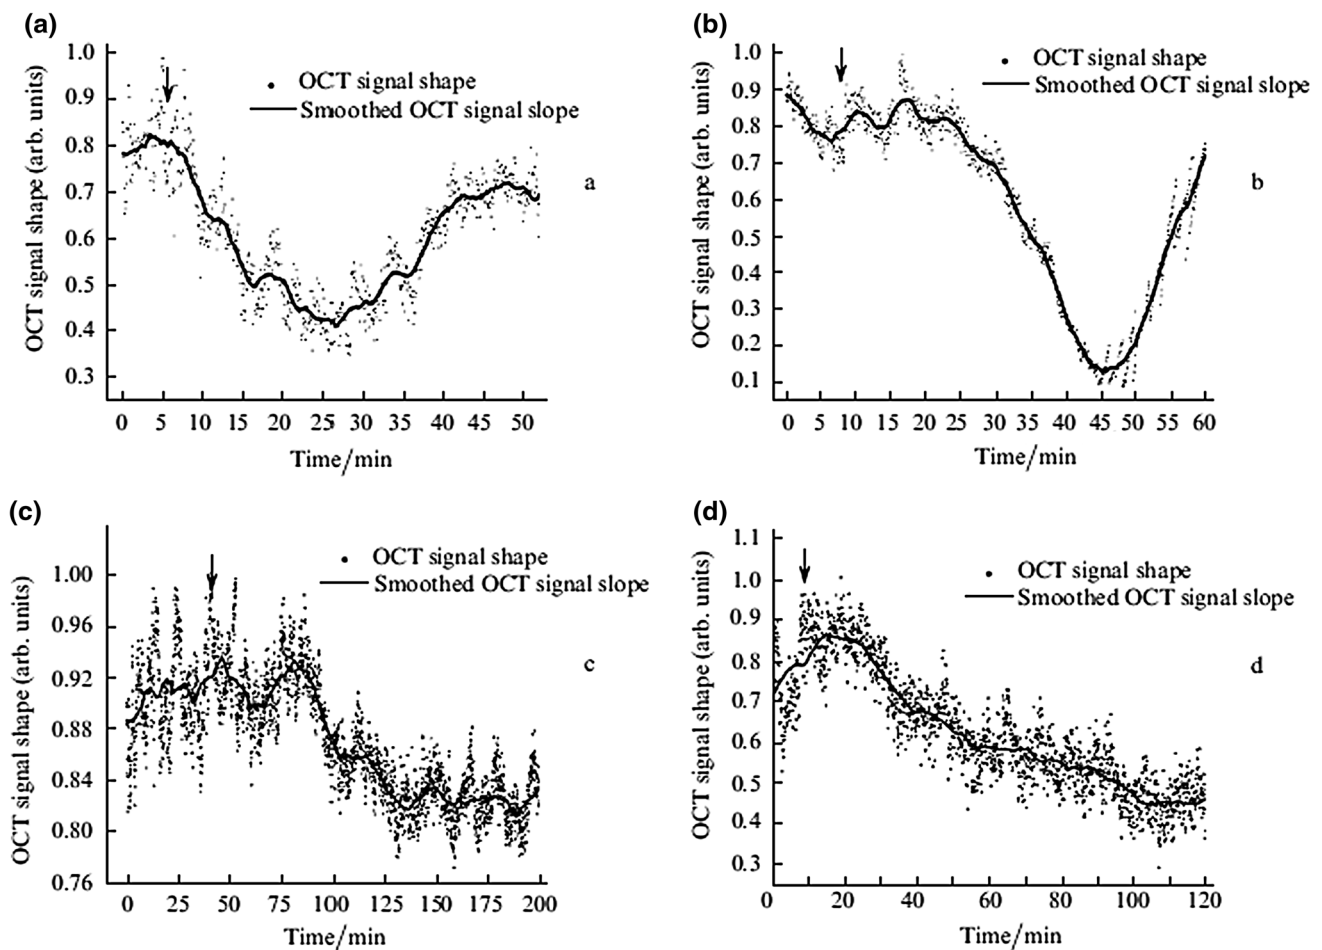 (a)
OCT signal shape (arb. units)
1.0
0.9
0.8
0.7
0.6
0.5
0.4
0.3
OCT signal shape
Smoothed OCT signal slope
a
0 5 10 15 20 25 30 35 40 45 50
Time/min
(b)
OCT signal shape (arb. units)
1.0
0.9
0.8
0.7
0.5
0.4
0.3
0.2
0.1
OCT signal shape
Smoothed OCT signal slope
b
0 5 10 15 20 25 30 35 40 45 50 55 60
Time/min
(c)
OCT signal shape (arb. units)
1.00
0.96
0.92
0.88
0.84
0.80
0.76
OCT signal shape
Smoothed OCT signal slope
c
0 25 50 75 100 125 150 175 200
Time/min
(d)
OCT signal shape (arb. units)
1.1
1.0
0.9
0.8
0.7
0.6
0.5
0.4
0.3
OCT signal shape
Smoothed OCT signal slope
d
0 20 40 60 80 100 120
Time/min